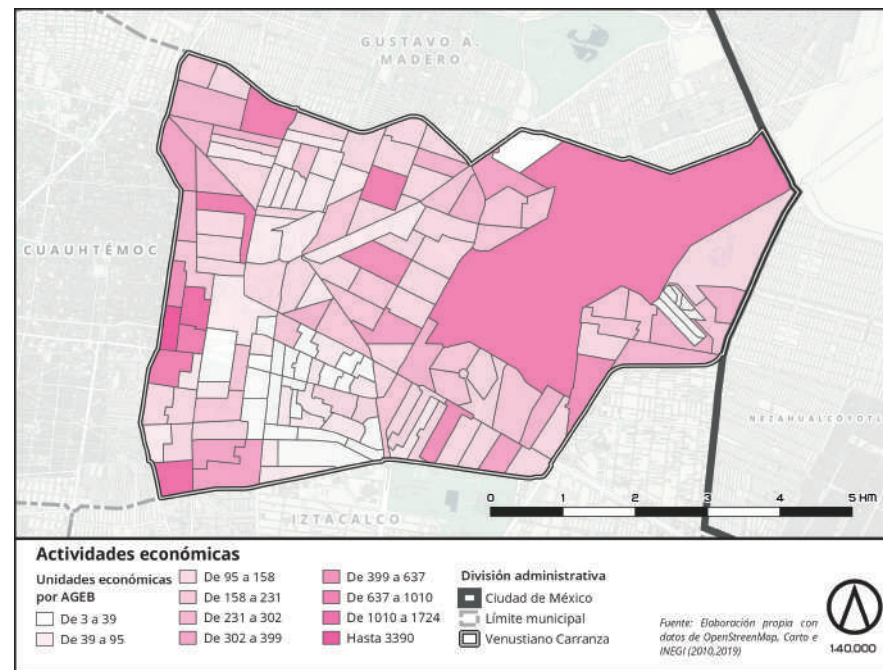 GUSTAVO A.
MADERO
CUAUHTÉMOC
NEZAHUALCÓYOTL
0 1 2 3 4 5 KM
IZTACALCO
Actividades económicas
Unidades económicas
por AGEB
De 3 a 39
De 39 a 95
De 95 a 158
De 158 a 231
De 231 a 302
De 302 a 399
De 399 a 637
De 637 a 1010
De 1010 a 1724
Hasta 3390
División administrativa
Ciudad de México
Límite municipal
Venustiano Carranza
Fuente: Elaboración propia con
datos de OpenStreenMap, Carto e
INEGI (2010,2019)
1:40,000